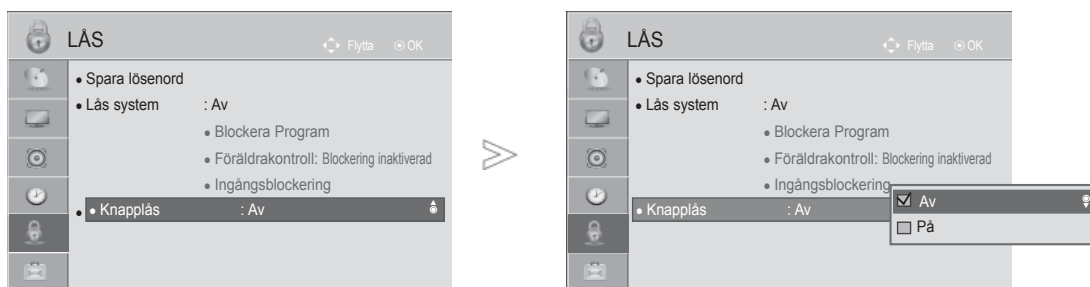 LÅS
Flytta OK
• Spara lösenord
• Lås system : Av
• Blockera Program
• Föräldrakontroll: Blockering inaktiverad
• Ingångsblockering
• • Knapplås : Av
LÅS
Flytta OK
• Spara lösenord
• Lås system : Av
• Blockera Program
• Föräldrakontroll: Blockering inaktiverad
• Ingångsblockering
• Knapplås : Av
Av
På